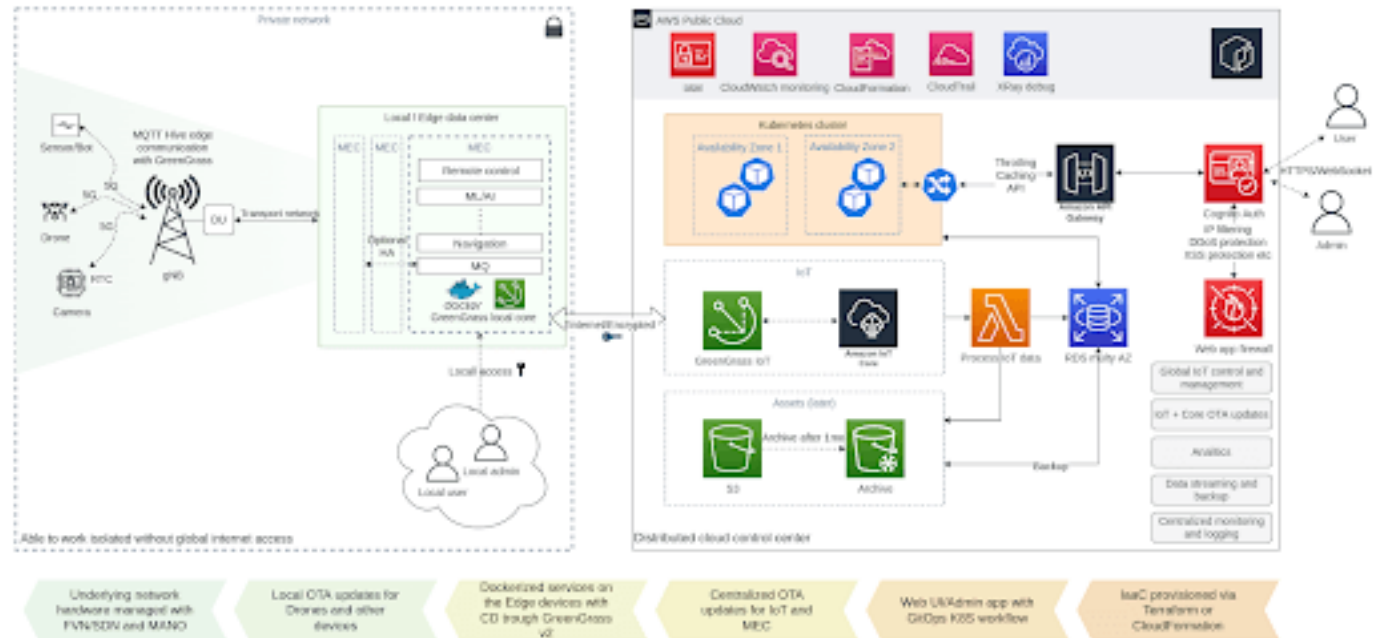 Private network
AWS Public Cloud
CloudWatch monitoring
CloudFormation
CloudTrail
XRay debug
Local / Edge data center
Kubernetes cluster
MEC
MEC
MEC
Availability Zone 1
Availability Zone 2
Sensor/Bot
MQTT Hive edge
communication
with GreenGrass
Remote control
ML/AI
Throtling
Caching
API
User
HTTPS/WebSocket
5G
5G
5G
DU
Transport network
Amazon API
Gateway
Cognito Auth
Drone
Optional
HA
Navigation
MQ
IP filtering
DDoS protection
Admin
gNB
RTC
IoT
Camera
docker
GreenGrass local core
Internet/Encrypted
GreenGrass IoT
Amazon IoT
Core
Process IoT data
RDS multy AZ
Web app firewall
Local access
Global IoT control and
management
Assets (later)
IoT + Core OTA updates
Archive after 1mo
Local admin
Local user
S3
Archive
Backup
Analitics
Data streaming and
backup
Centralized monitoring
and logging
Able to work isolated without global internet access
Distributed cloud control center
Underlying network
hardware managed with
FVN/SDN and MANO
Local OTA updates for
Drones and other
devices
Dockerized services on
the Edge devices with
CD trough GreenGrass
v2
Centralized OTA
updates for IoT and
MEC
Web UI/Admin app with
GitOps K8S workflow
IaaC provisioned via
Terraform or
CloudFormation